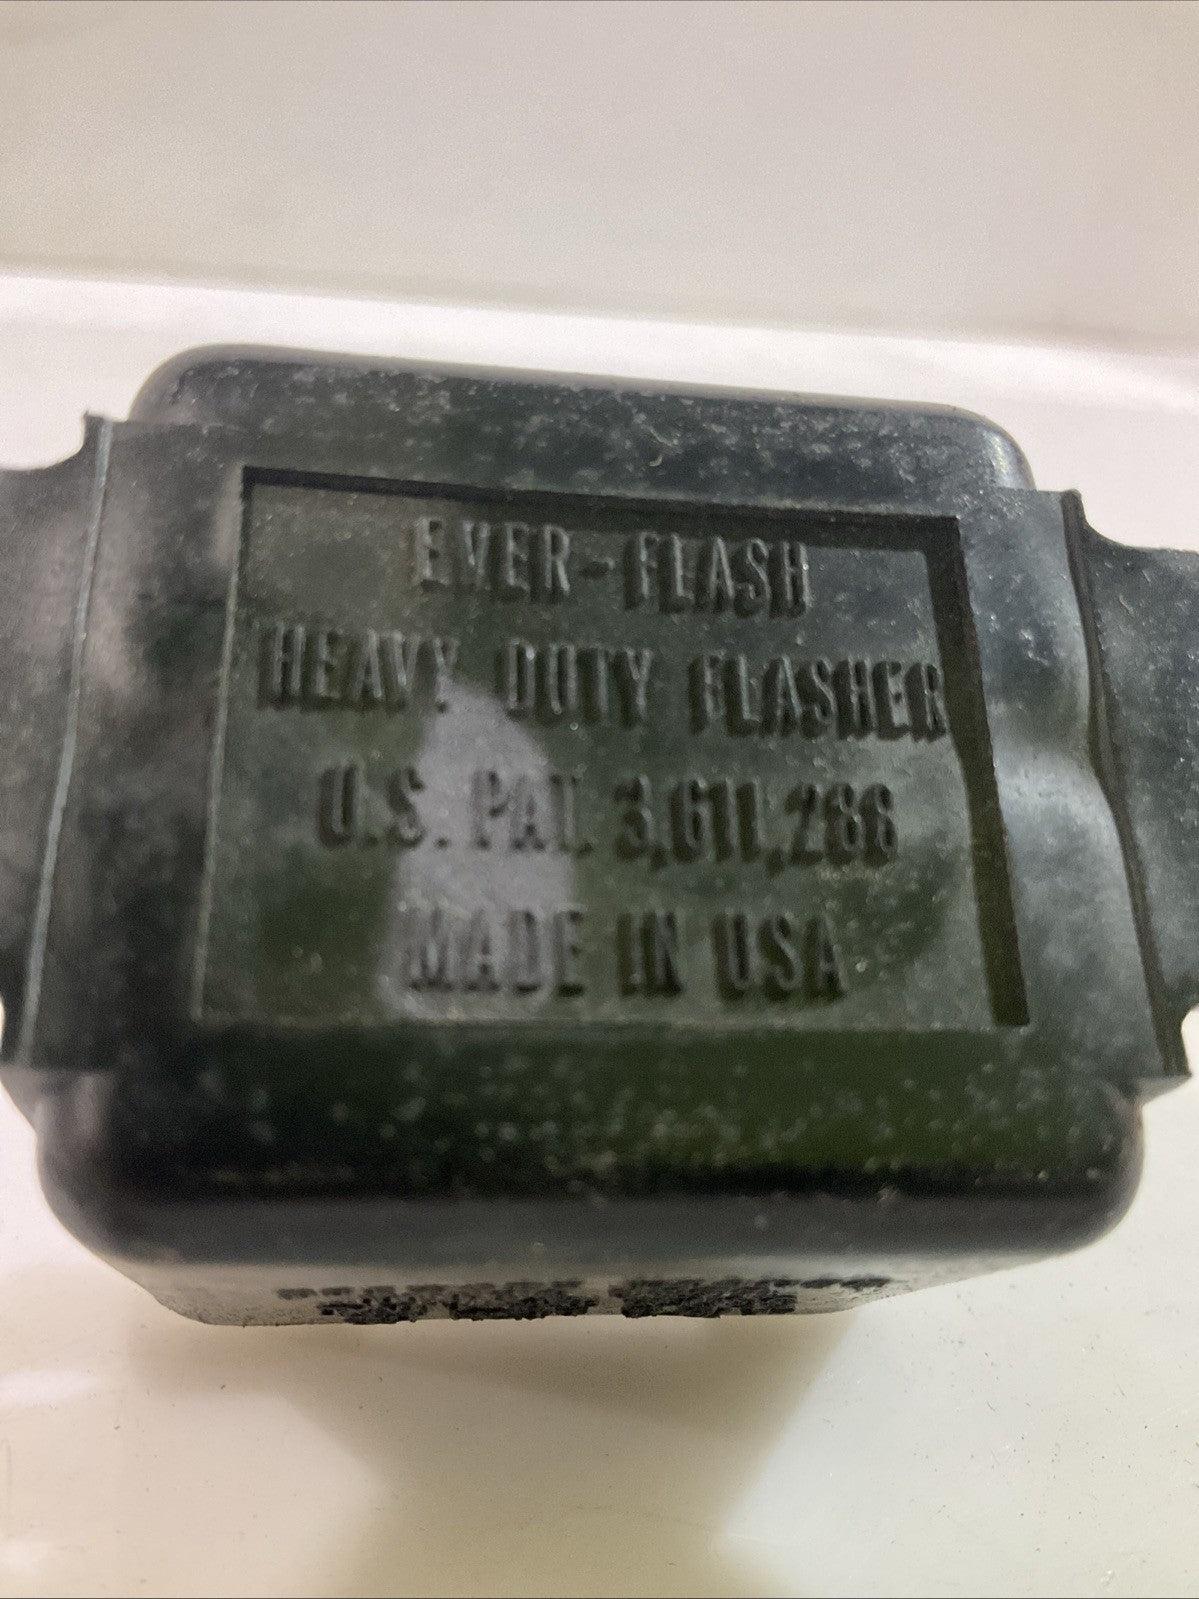 EVER-FLASH
HEAVY DUTY FLASHER
U.S. PAT. 3,611,286
MADE IN USA